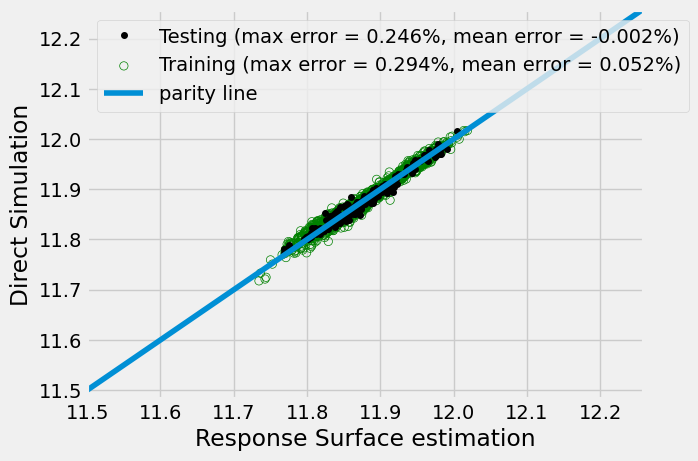 Testing (max error = 0.246%, mean error = -0.002%)
Training (max error = 0.294%, mean error = 0.052%)
parity line
12.2
12.1
12.0
11.9
11.8
11.7
11.6
11.5
Direct Simulation
11.5 11.6 11.7 11.8 11.9 12.0 12.1 12.2
Response Surface estimation